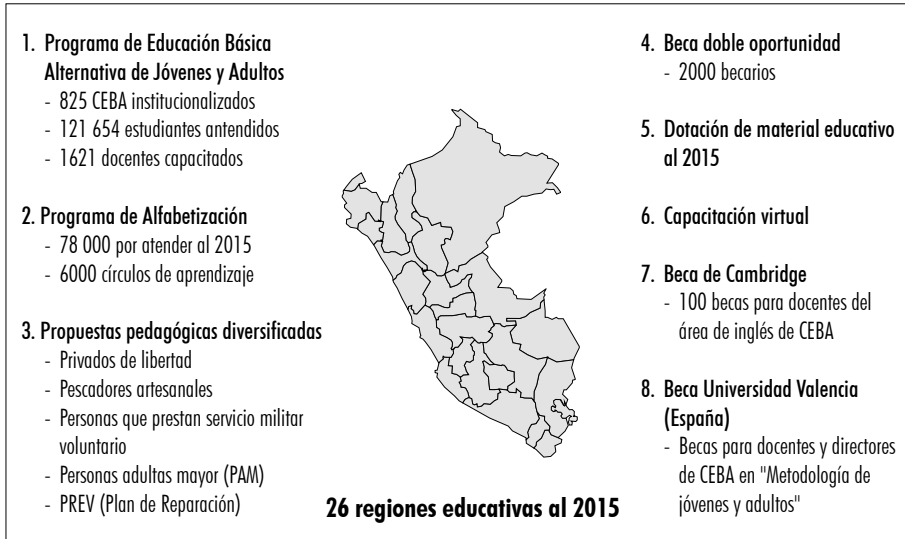 1. Programa de Educación Básica
Alternativa de Jóvenes y Adultos
- 825 CEBA institucionalizados
- 121 654 estudiantes antendidos
- 1621 docentes capacitados
2. Programa de Alfabetización
- 78 000 por atender al 2015
- 6000 círculos de aprendizaje
3. Propuestas pedagógicas diversificadas
- Privados de libertad
- Pescadores artesanales
- Personas que prestan servicio militar
voluntario
- Personas adultas mayor (PAM)
- PREV (Plan de Reparación)
26 regiones educativas al 2015
4. Beca doble oportunidad
- 2000 becarios
5. Dotación de material educativo
al 2015
6. Capacitación virtual
7. Beca de Cambridge
- 100 becas para docentes del
área de inglés de CEBA
8. Beca Universidad Valencia
(España)
- Becas para docentes y directores
de CEBA en "Metodología de
jóvenes y adultos"